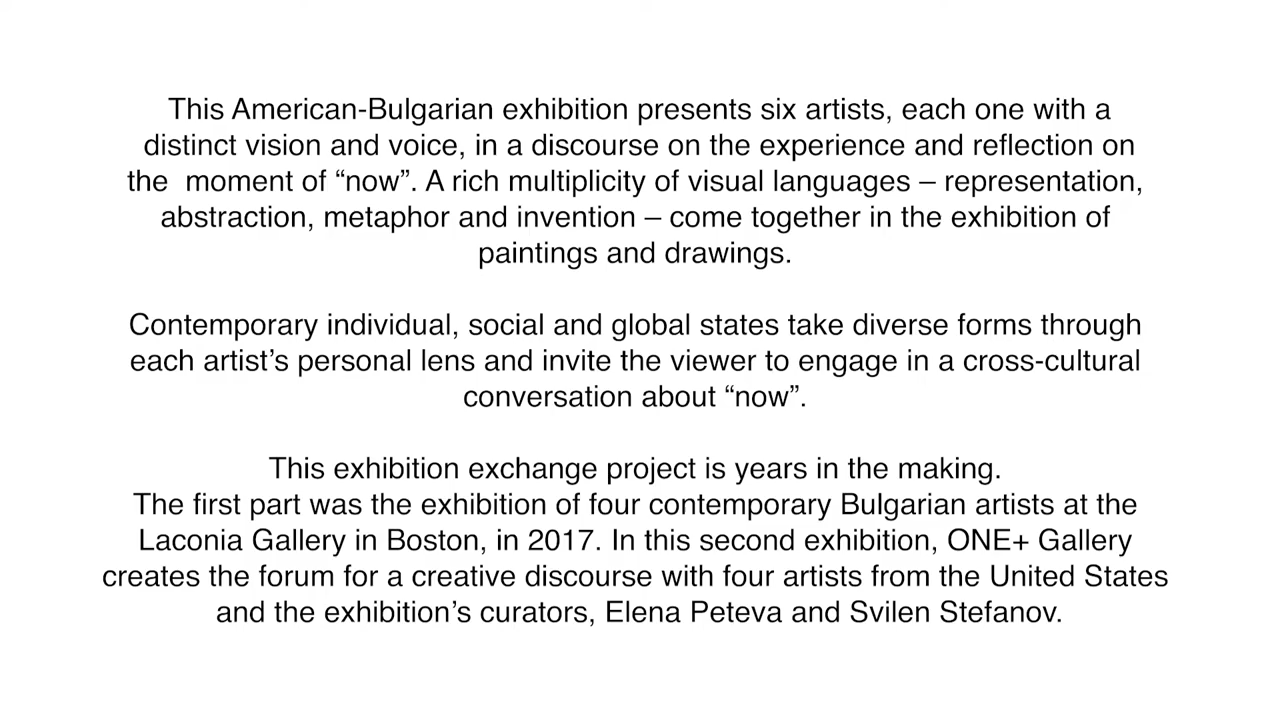 This American-Bulgarian exhibition presents six artists, each one with a
distinct vision and voice, in a discourse on the experience and reflection on
the  moment of “now”. A rich multiplicity of visual languages – representation,
abstraction, metaphor and invention – come together in the exhibition of
paintings and drawings.
Contemporary individual, social and global states take diverse forms through
each artist’s personal lens and invite the viewer to engage in a cross-cultural
conversation about “now”.
This exhibition exchange project is years in the making.
The first part was the exhibition of four contemporary Bulgarian artists at the
Laconia Gallery in Boston, in 2017. In this second exhibition, ONE+ Gallery
creates the forum for a creative discourse with four artists from the United States
and the exhibition’s curators, Elena Peteva and Svilen Stefanov.